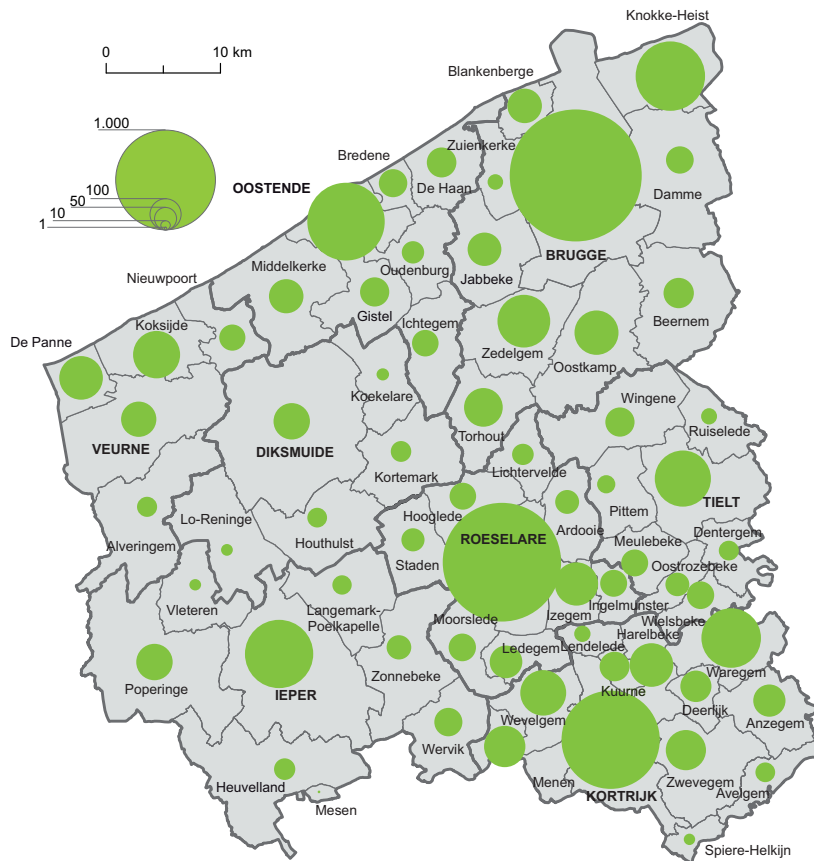 Knokke-Heist
0 10 km
Blankenberge
1.000
Zuienkerke
Bredene
OOSTENDE
De Haan
Damme
100
50
10
1
BRUGGE
Oudenburg
Middelkerke
Jabbeke
Nieuwpoort
Gistel
Beernem
Koksijde
Ichtegem
De Panne
Zedelgem
Oostkamp
Koekelare
Wingene
Ruiselede
Torhout
VEURNE
DIKSMUIDE
Lichtervelde
Kortemark
TIELT
Pittem
Lo-Reninge
Hooglede
Ardooie
Dentergem
Alveringem
Houthulst
ROESELARE
Meulebeke
Staden
Oostrozebeke
Vleteren
Langemark-
Poelkapelle
Ingelmunster
Izegem
Moorslede
Wielsbeke
Lendelede
Harelbeke
Ledegem
Waregem
Poperinge
IEPER
Zonnebeke
Kuurne
Deerlijk
Wevelgem
Anzegem
Wervik
Heuvelland
Menen
Zwevegem
Avelgem
KORTRIJK
Mesen
Spiere-Helkijn